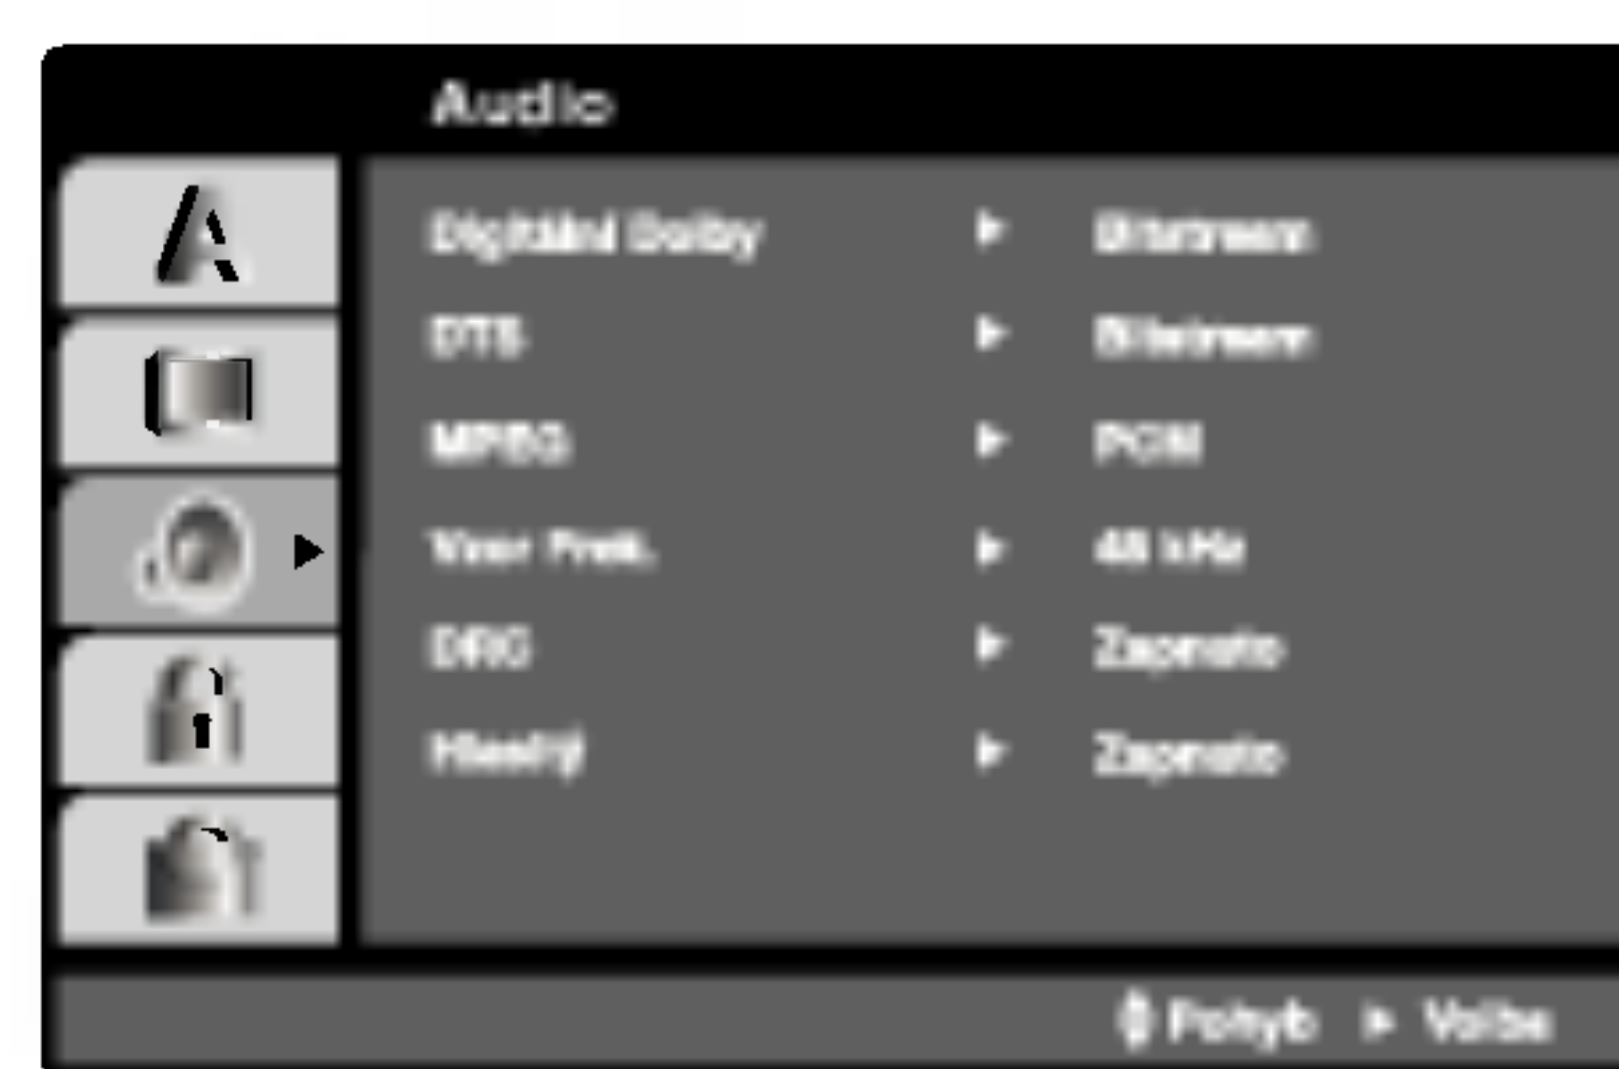 Audio
Digitální Dolby ► Bitstream
DTS ► Bitstream
MPEG ► PCM
Vzor Frek. ► 48 kHz
DRC ► Zapnuto
Hlasitý ► Zapnuto
Pohyb ► Volba